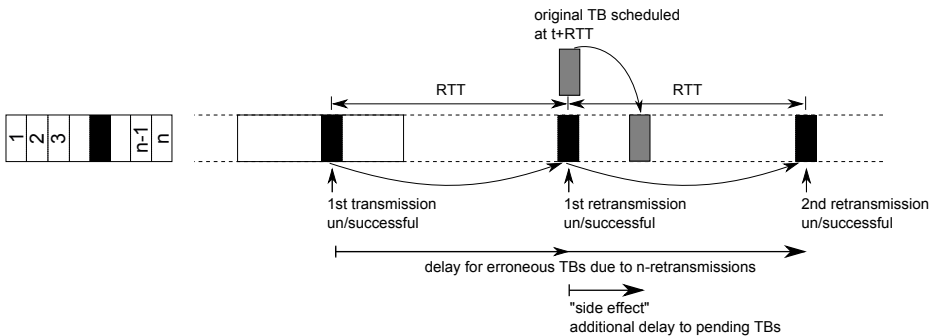 original TB scheduled
at t+RTT
RTT
RTT
1
2
3
n-1
n
1st transmission
un/successful
1st retransmission
un/successful
2nd retransmission
un/successful
delay for erroneous TBs due to n-retransmissions
"side effect"
additional delay to pending TBs